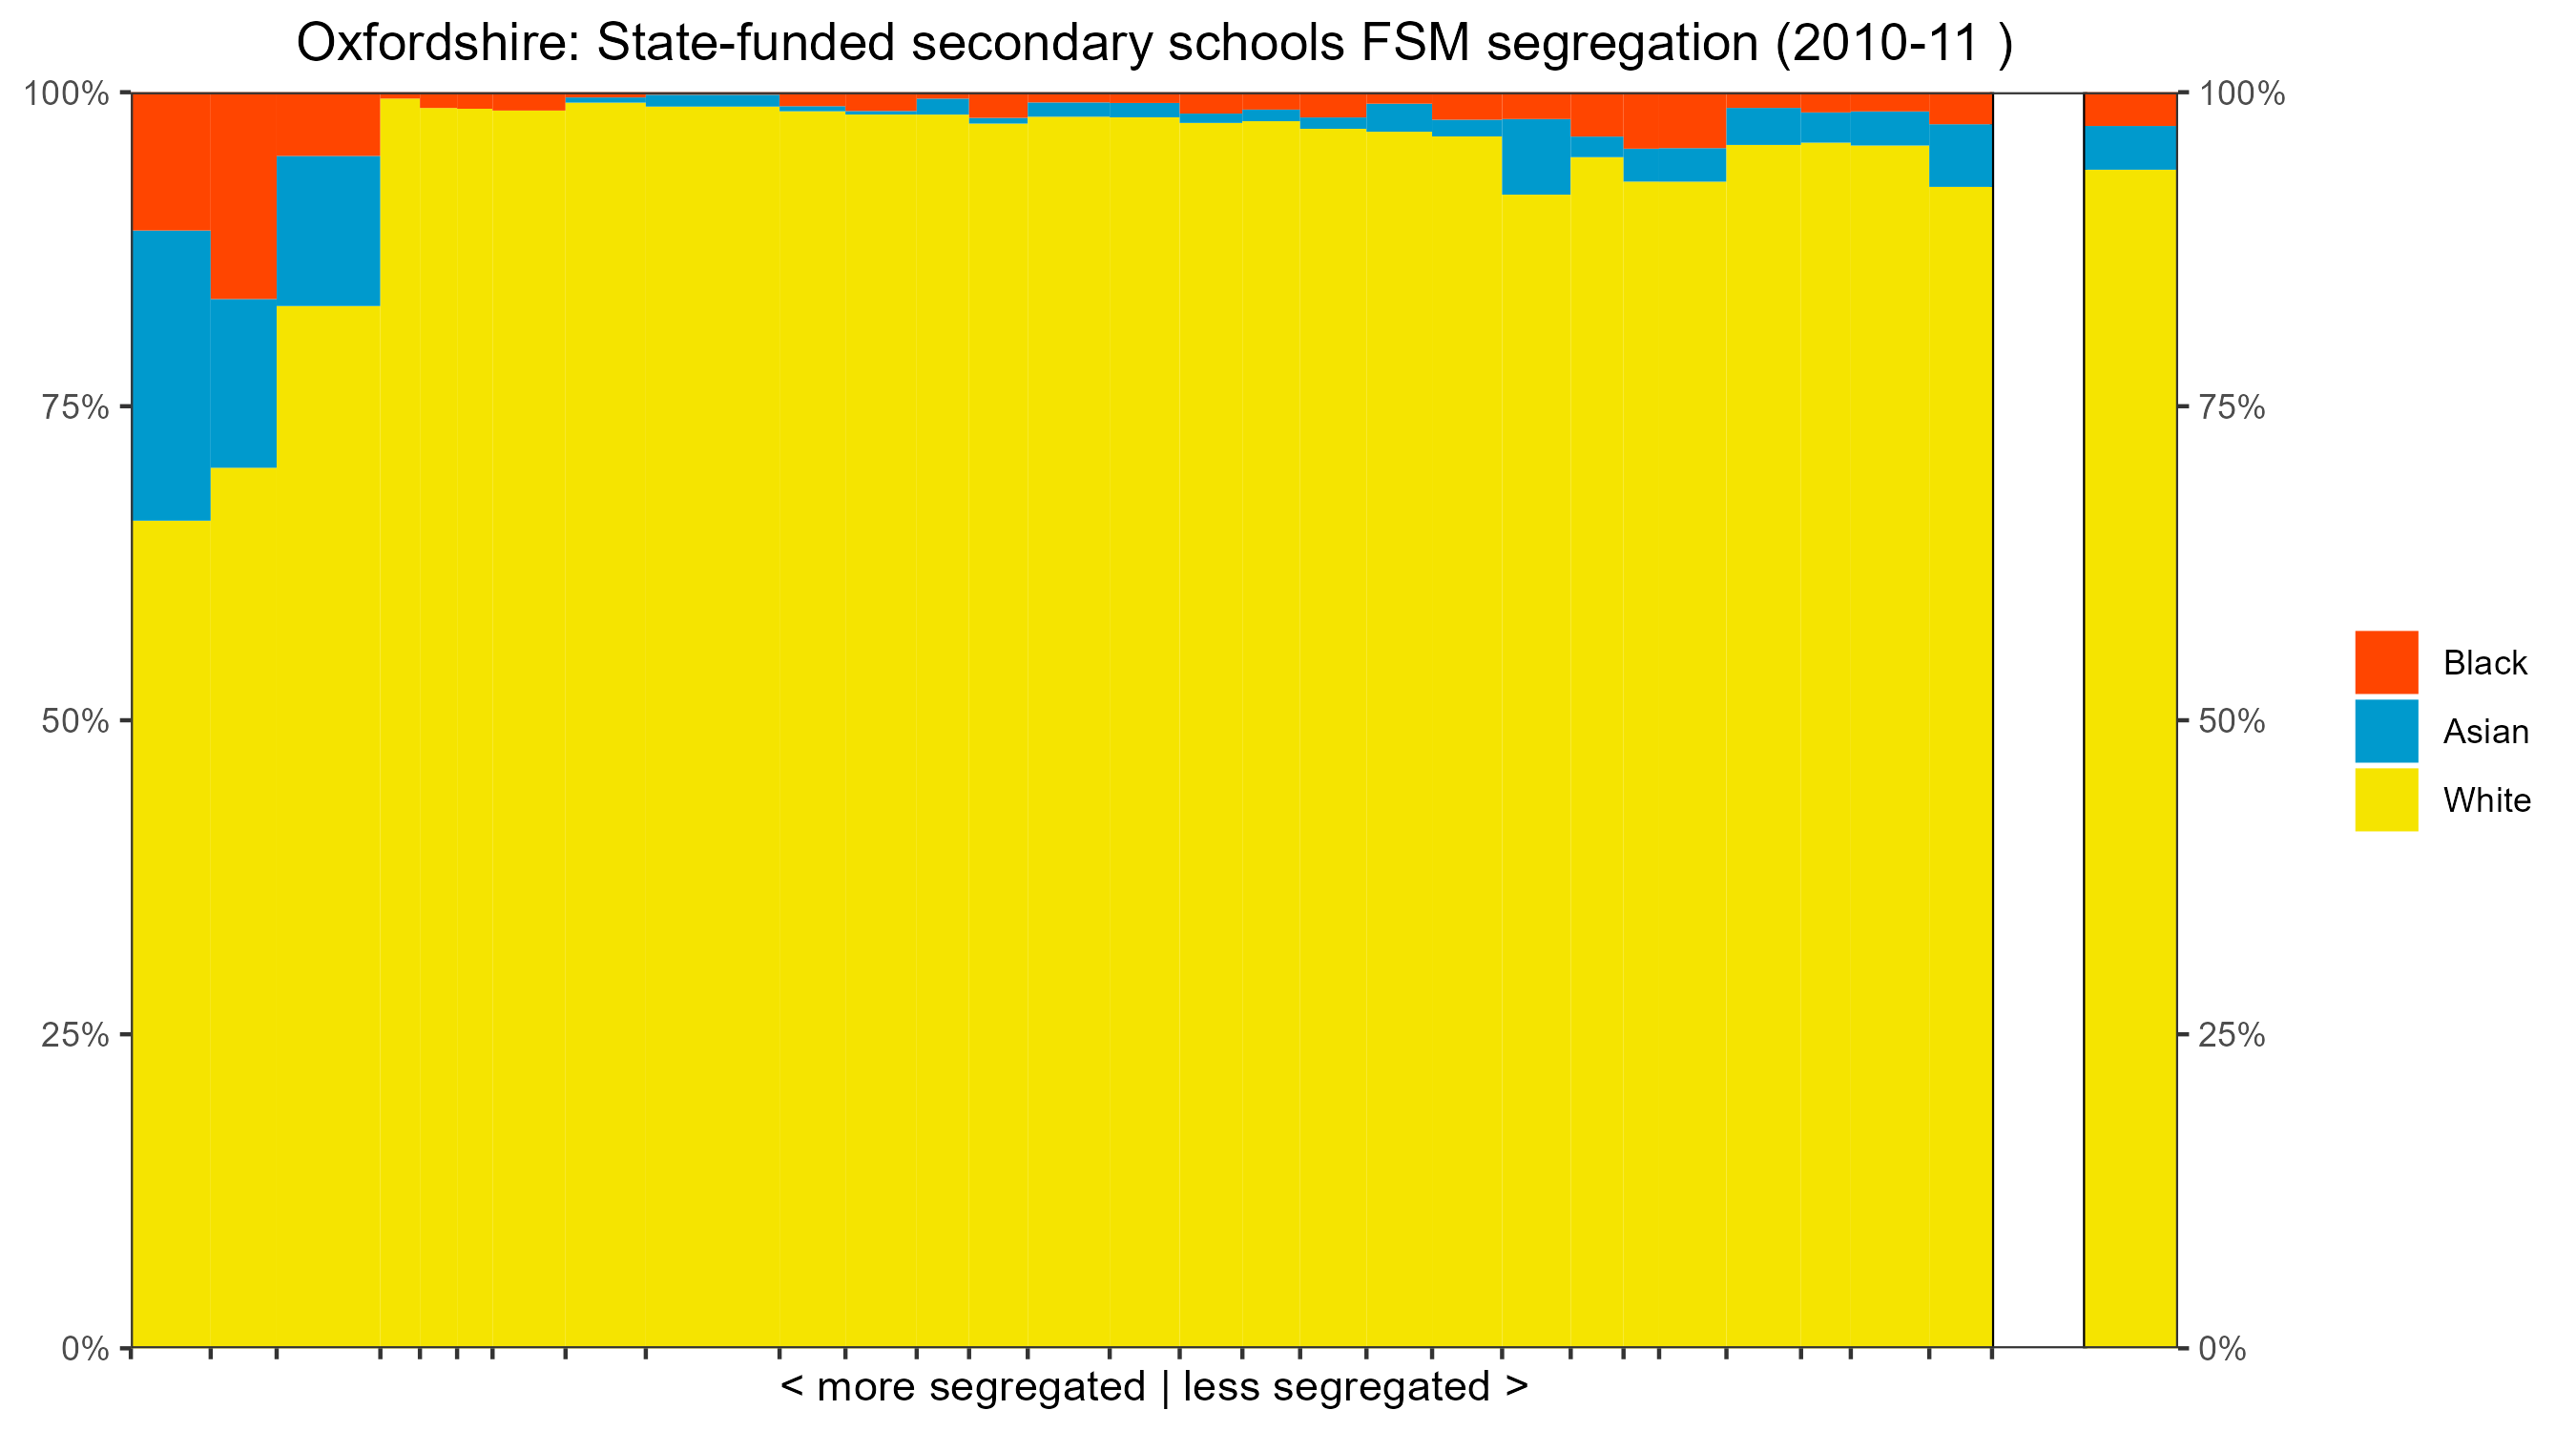 Oxfordshire: State-funded secondary schools FSM segregation (2010-11 )
100%
75%
50%
25%
0%
100%
75%
50%
25%
0%
Black
Asian
White
< more segregated | less segregated >